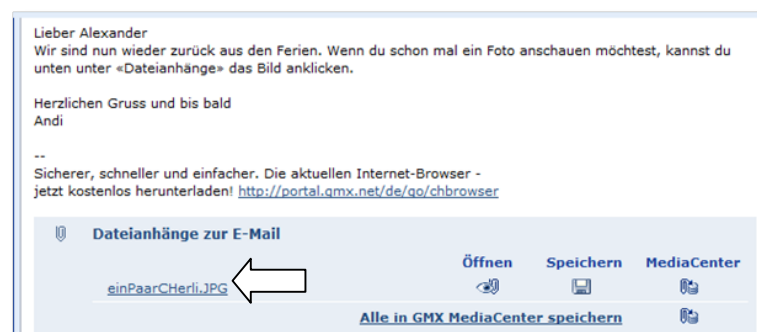 Lieber Alexander
Wir sind nun wieder zurück aus den Ferien. Wenn du schon mal ein Foto anschauen möchtest, kannst du
unten unter «Dateianhänge» das Bild anklicken.
Herzlichen Gruss und bis bald
Andi
--
Sicherer, schneller und einfacher. Die aktuellen Internet-Browser -
jetzt kostenlos herunterladen! http://portal.gmx.net/de/go/chbrowser
Dateianhänge zur E-Mail
Öffnen Speichern MediaCenter
einPaarCHerli.JPG
Alle in GMX MediaCenter speichern